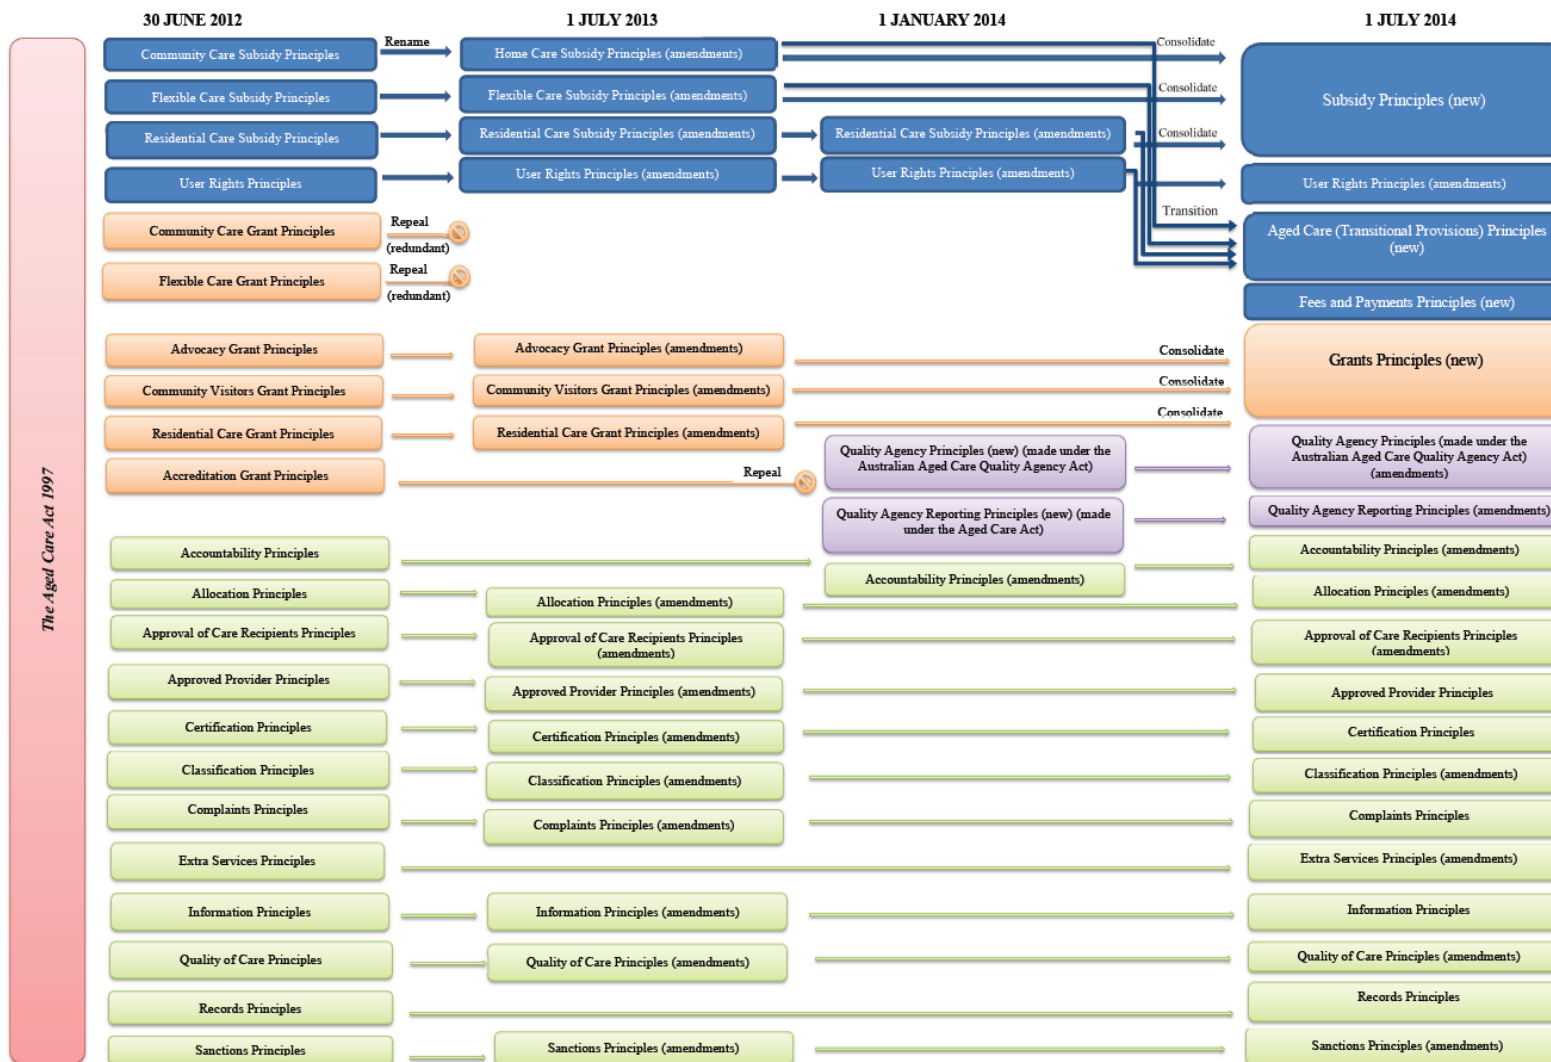 30 JUNE 2012
1 JULY 2013
1 JANUARY 2014
1 JULY 2014
The Aged Care Act 1997
Community Care Subsidy Principles
Rename
Home Care Subsidy Principles (amendments)
Consolidate
Flexible Care Subsidy Principles
Flexible Care Subsidy Principles (amendments)
Consolidate
Subsidy Principles (new)
Residential Care Subsidy Principles
Residential Care Subsidy Principles (amendments)
Residential Care Subsidy Principles (amendments)
Consolidate
User Rights Principles
User Rights Principles (amendments)
User Rights Principles (amendments)
User Rights Principles (amendments)
Transition
Aged Care (Transitional Provisions) Principles
(new)
Fees and Payments Principles (new)
Community Care Grant Principles
Repeal
(redundant)
Flexible Care Grant Principles
Repeal
(redundant)
Advocacy Grant Principles
Advocacy Grant Principles (amendments)
Consolidate
Grants Principles (new)
Community Visitors Grant Principles
Community Visitors Grant Principles (amendments)
Consolidate
Residential Care Grant Principles
Residential Care Grant Principles (amendments)
Consolidate
Accreditation Grant Principles
Repeal
Quality Agency Principles (new) (made under the
Australian Aged Care Quality Agency Act)
Quality Agency Principles (made under the
Australian Aged Care Quality Agency Act)
(amendments)
Quality Agency Reporting Principles (new) (made
under the Aged Care Act)
Quality Agency Reporting Principles (amendments)
Accountability Principles
Accountability Principles (amendments)
Accountability Principles (amendments)
Allocation Principles
Allocation Principles (amendments)
Allocation Principles (amendments)
Approval of Care Recipients Principles
Approval of Care Recipients Principles
(amendments)
Approval of Care Recipients Principles
(amendments)
Approved Provider Principles
Approved Provider Principles (amendments)
Approved Provider Principles
Certification Principles
Certification Principles (amendments)
Certification Principles
Classification Principles
Classification Principles (amendments)
Classification Principles (amendments)
Complaints Principles
Complaints Principles (amendments)
Complaints Principles
Extra Services Principles
Extra Services Principles (amendments)
Information Principles
Information Principles (amendments)
Information Principles
Quality of Care Principles
Quality of Care Principles (amendments)
Quality of Care Principles (amendments)
Records Principles
Records Principles
Sanctions Principles
Sanctions Principles (amendments)
Sanctions Principles (amendments)